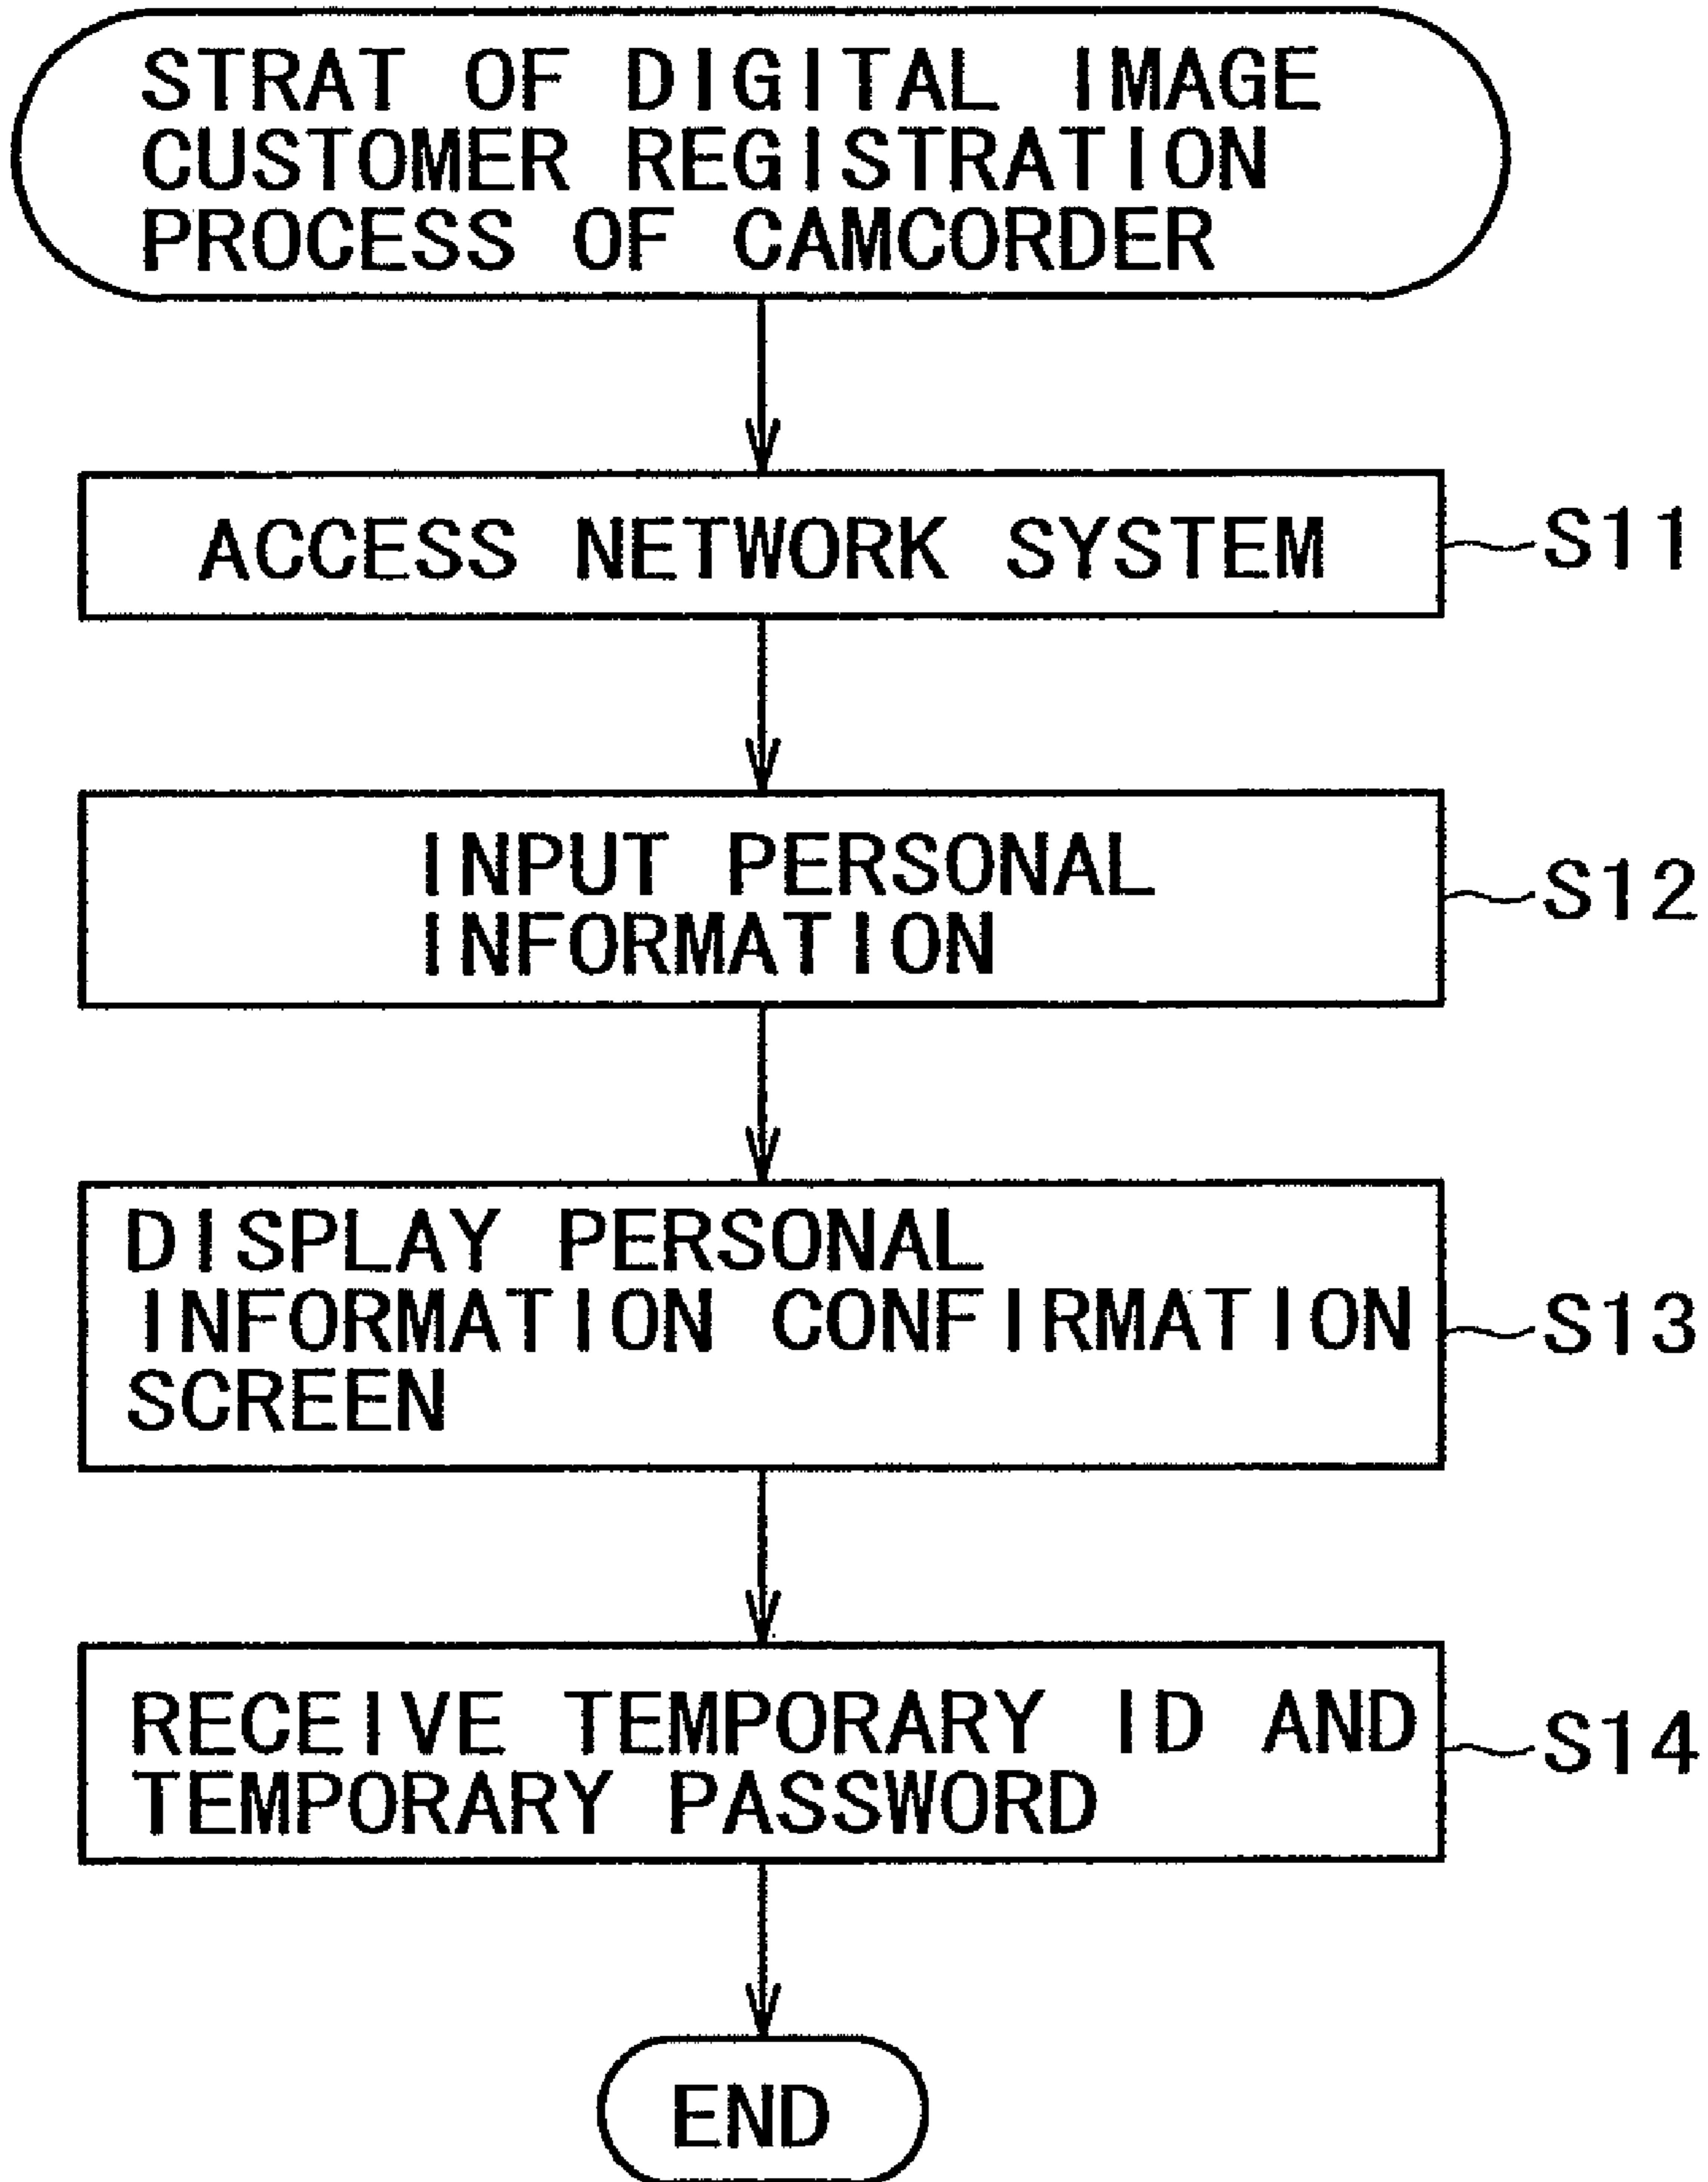 STRAT OF DIGITAL IMAGE
CUSTOMER REGISTRATION
PROCESS OF CAMCORDER
ACCESS NETWORK SYSTEM
S11
INPUT PERSONAL
INFORMATION
S12
DISPLAY PERSONAL
INFORMATION CONFIRMATION
SCREEN
S13
RECEIVE TEMPORARY ID AND
TEMPORARY PASSWORD
S14
END